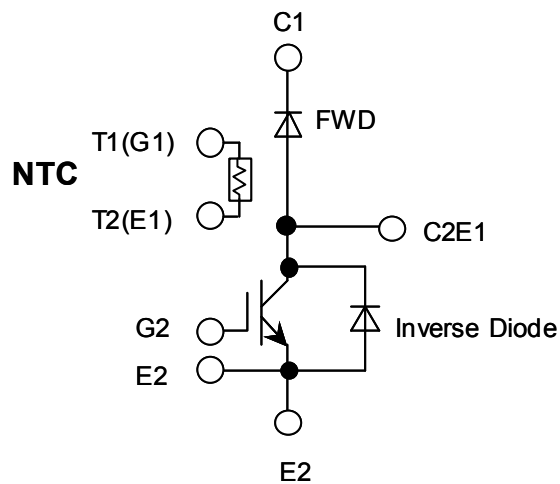 C1
FWD
T1(G1)
NTC
T2(E1)
C2E1
G2
Inverse Diode
E2
E2